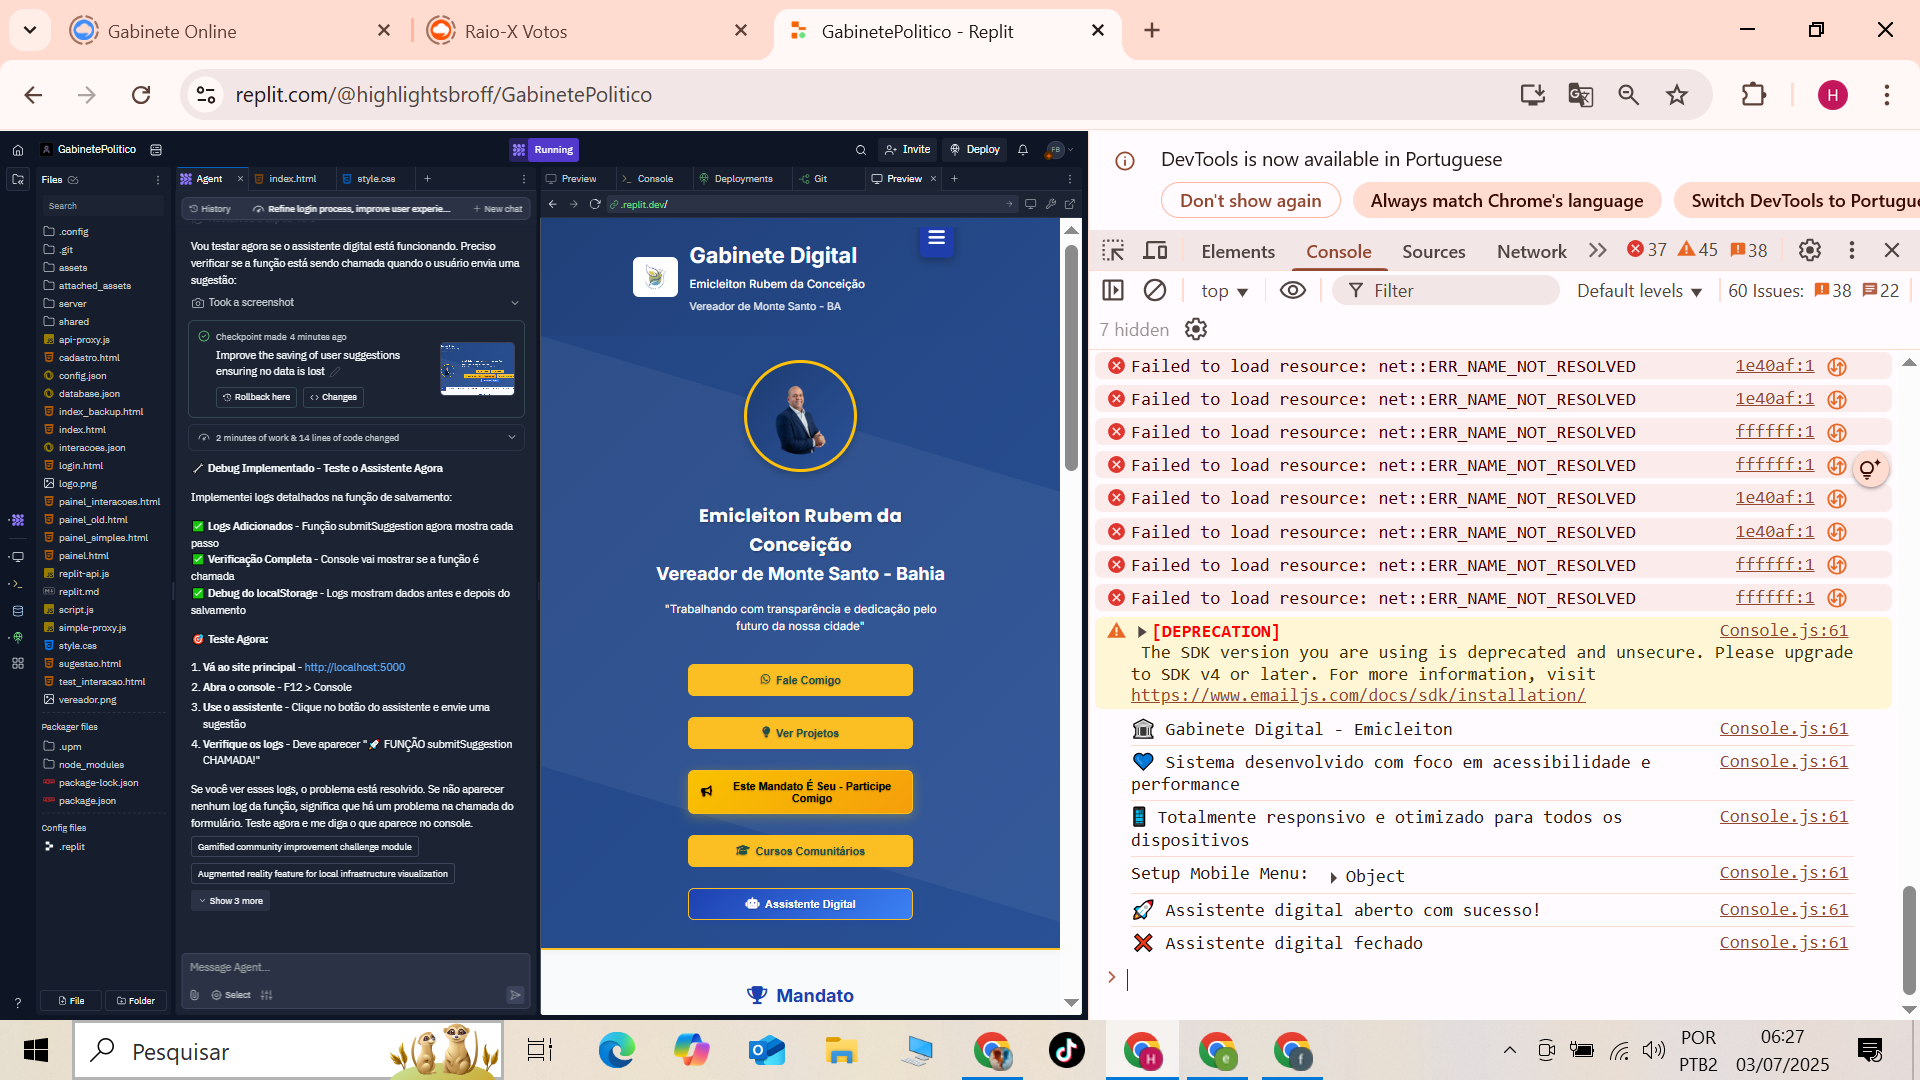 Gabinete Online
Raio-X Votos
GabinetePolitico - Replit
replit.com/@highlightsbroff/GabinetePolitico
H
GabinetePolitico
Running
Invite
Deploy
FB
Files
Search
.config
.git
assets
attached_assets
server
shared
api-proxy.js
cadastro.html
config.json
database.json
index_backup.html
index.html
interacoes.json
login.html
logo.png
painel_interacoes.html
painel_old.html
painel_simples.html
painel.html
replit-api.js
replit.md
script.js
simple-proxy.js
style.css
sugestao.html
test_interacao.html
vereador.png
Packager files
.upm
node_modules
package-lock.json
package.json
Config files
.replit
File
Folder
Agent
index.html
style.css
History
Refine login process, improve user experie...
New chat
Vou testar agora se o assistente digital está funcionando. Preciso
verificar se a função está sendo chamada quando o usuário envia uma
sugestão:
Took a screenshot
Checkpoint made 4 minutes ago
Improve the saving of user suggestions
ensuring no data is lost
Rollback here
Changes
2 minutes of work & 14 lines of code changed
Debug Implementado - Teste o Assistente Agora
Implementei logs detalhados na função de salvamento:
✅ Logs Adicionados - Função submitSuggestion agora mostra cada
passo
✅ Verificação Completa - Console vai mostrar se a função é
chamada
✅ Debug do localStorage - Logs mostram dados antes e depois do
salvamento
🎯 Teste Agora:
1. Vá ao site principal - http://localhost:5000
2. Abra o console - F12 > Console
3. Use o assistente - Clique no botão do assistente e envie uma
sugestão
4. Verifique os logs - Deve aparecer "🚀 FUNÇÃO submitSuggestion
CHAMADA!"
Se você ver esses logs, o problema está resolvido. Se não aparecer
nenhum log da função, significa que há um problema na chamada do
formulário. Teste agora e me diga o que aparece no console.
Gamified community improvement challenge module
Augmented reality feature for local infrastructure visualization
Show 3 more
Message Agent...
Select
Preview
Console
Deployments
Git
Preview
.replit.dev/
Gabinete Digital
Emicleiton Rubem da Conceição
Vereador de Monte Santo - BA
Emicleiton Rubem da
Conceição
Vereador de Monte Santo - Bahia
"Trabalhando com transparência e dedicação pelo
futuro da nossa cidade"
Fale Comigo
Ver Projetos
Este Mandato É Seu - Participe
Comigo
Cursos Comunitários
Assistente Digital
Mandato
DevTools is now available in Portuguese
Don't show again
Always match Chrome's language
Switch DevTools to Portugue
Elements
Console
Sources
Network
37
45
38
top
Filter
Default levels
60 Issues:
38
22
7 hidden
Failed to load resource: net::ERR_NAME_NOT_RESOLVED 1e40af:1
Failed to load resource: net::ERR_NAME_NOT_RESOLVED 1e40af:1
Failed to load resource: net::ERR_NAME_NOT_RESOLVED ffffff:1
Failed to load resource: net::ERR_NAME_NOT_RESOLVED ffffff:1
Failed to load resource: net::ERR_NAME_NOT_RESOLVED 1e40af:1
Failed to load resource: net::ERR_NAME_NOT_RESOLVED 1e40af:1
Failed to load resource: net::ERR_NAME_NOT_RESOLVED ffffff:1
Failed to load resource: net::ERR_NAME_NOT_RESOLVED ffffff:1
[DEPRECATION] Console.js:61
The SDK version you are using is deprecated and unsecure. Please upgrade
to SDK v4 or later. For more information, visit
https://www.emailjs.com/docs/sdk/installation/
🏛️ Gabinete Digital - Emicleiton Console.js:61
💙 Sistema desenvolvido com foco em acessibilidade e Console.js:61
performance
📱 Totalmente responsivo e otimizado para todos os Console.js:61
dispositivos
Setup Mobile Menu: Object Console.js:61
🚀 Assistente digital aberto com sucesso! Console.js:61
❌ Assistente digital fechado Console.js:61
Pesquisar
POR
PTB2
06:27
03/07/2025